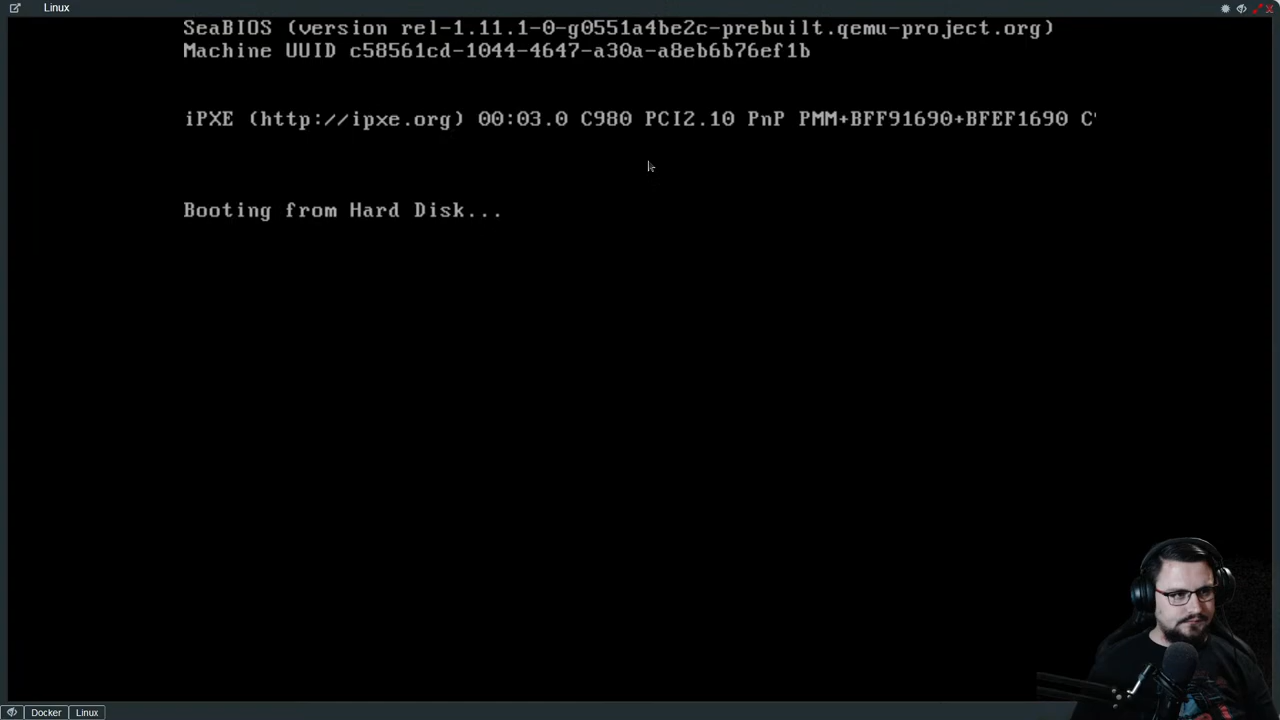 Linux
SeaBIOS (version rel-1.11.1-0-g0551a4be2c-prebuilt.qemu-project.org)
Machine UUID c58561cd-1044-4647-a30a-a8eb6b76ef1b
iPXE (http://ipxe.org) 00:03.0 C980 PCI2.10 PnP PMM+BFF91690+BFEF1690 C
Booting from Hard Disk...
Docker Linux